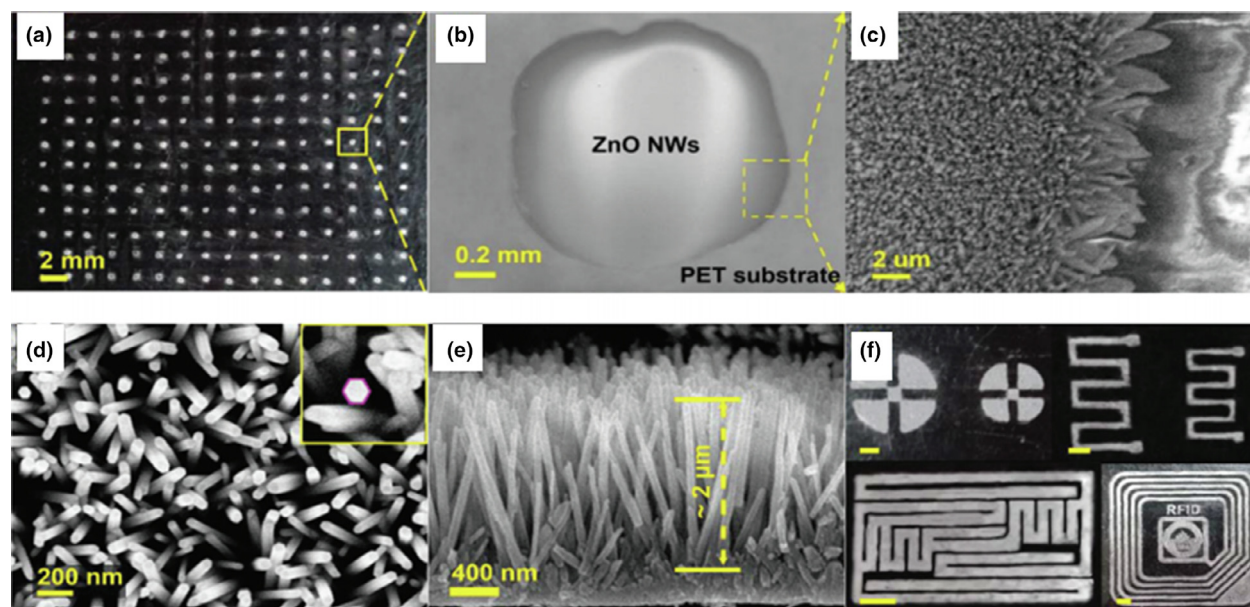 (a)
2 mm
(b)
ZnO NWs
0.2 mm
PET substrate
(c)
2 um
(d)
200 nm
(e)
~ 2 μm
400 nm
(f)
RFID